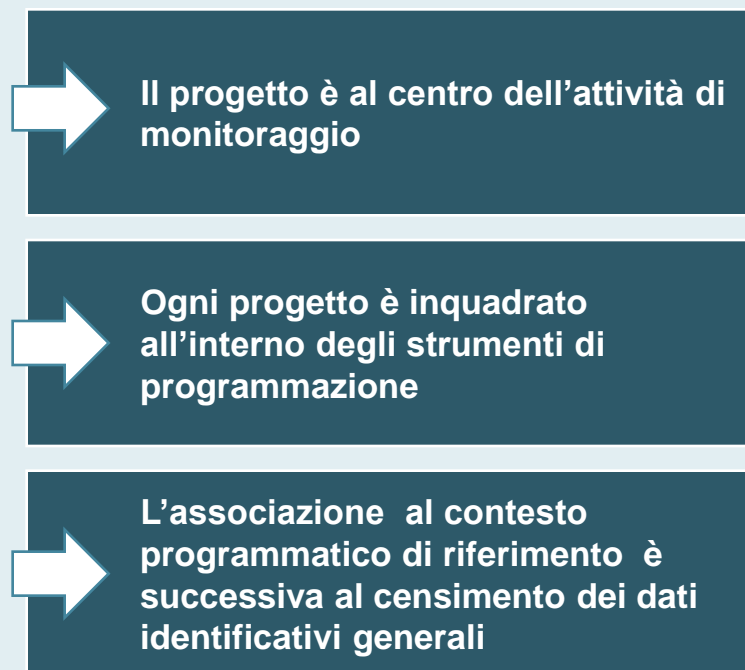 Il progetto è al centro dell’attività di
monitoraggio
Ogni progetto è inquadrato
all’interno degli strumenti di
programmazione
L’associazione  al contesto
programmatico di riferimento  è
successiva al censimento dei dati
identificativi generali